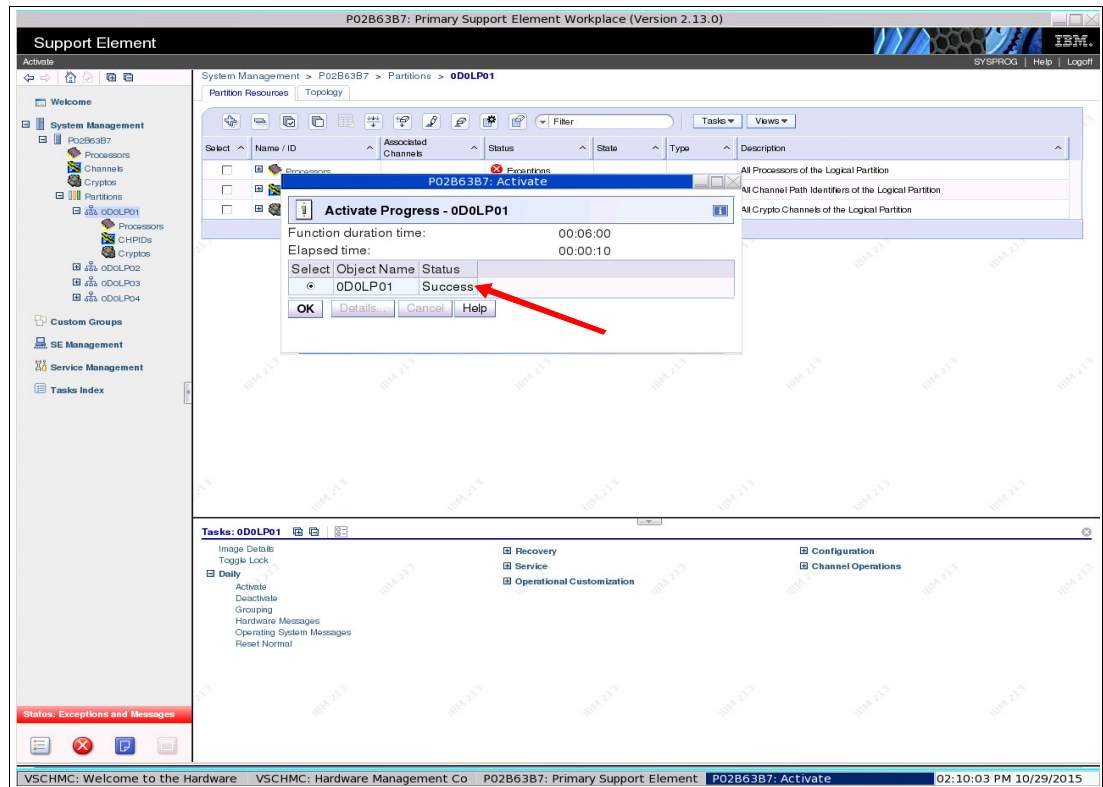 P02B63B7: Primary Support Element Workplace (Version 2.13.0)
Support Element
IBM.
Activate
SYSPROG | Help | Logoff
System Management > P02B63B7 > Partitions > 0D0LP01
Partition Resources Topology
Welcome
System Management
P02B63B7
Processors
Channels
Cryptos
Partitions
0D0LP01
Processors
CHPIDs
Cryptos
0D0LP02
0D0LP03
0D0LP04
Custom Groups
SE Management
Service Management
Tasks Index
Filter
Tasks Views
Select Name / ID Associated Channels Status State Type Description
Processors Exceptions All Processors of the Logical Partition
All Channel Path Identifiers of the Logical Partition
All Crypto Channels of the Logical Partition
P02B63B7: Activate
Activate Progress - 0D0LP01
Function duration time: 00:06:00
Elapsed time: 00:00:10
Select Object Name Status
0D0LP01 Success
OK Details... Cancel Help
Tasks: 0D0LP01
Image Details
Toggle Lock
Daily
Activate
Deactivate
Grouping
Hardware Messages
Operating System Messages
Reset Normal
Recovery
Service
Operational Customization
Configuration
Channel Operations
Status: Exceptions and Messages
VSCHMC: Welcome to the Hardware VSCHMC: Hardware Management Co P02B63B7: Primary Support Element P02B63B7: Activate 02:10:03 PM 10/29/2015